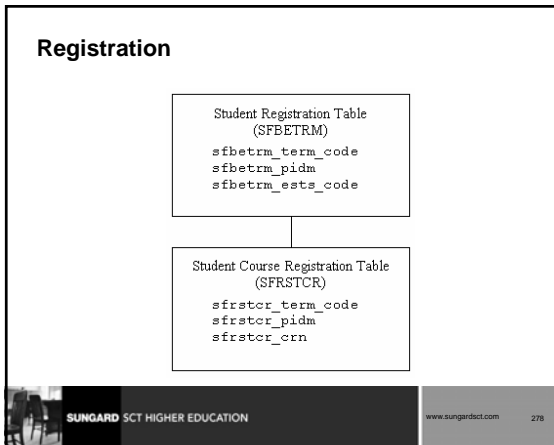 Registration
Student Registration Table
(SFBETRM)
sfbetrm_term_code
sfbetrm_pidm
sfbetrm_ests_code
Student Course Registration Table
(SFRSTCR)
sfrstcr_term_code
sfrstcr_pidm
sfrstcr_crn
SUNGARD SCT HIGHER EDUCATION
www.sungardsct.com
278